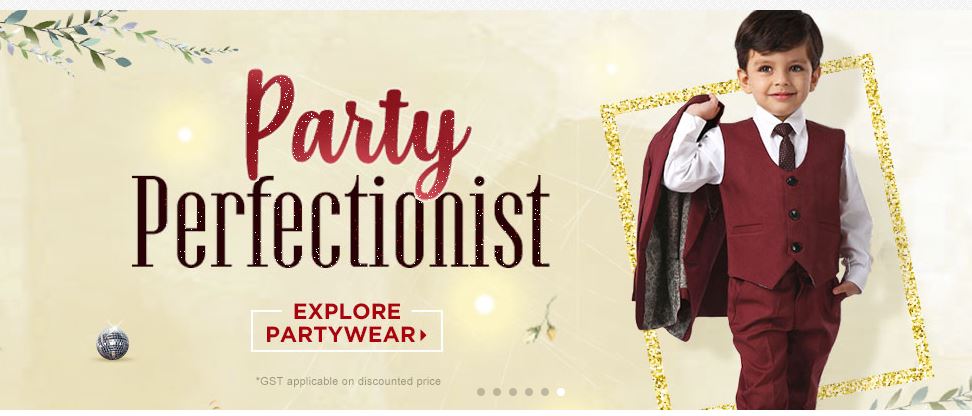 Party
Perfectionist
EXPLORE
PARTYWEAR
*GST applicable on discounted price